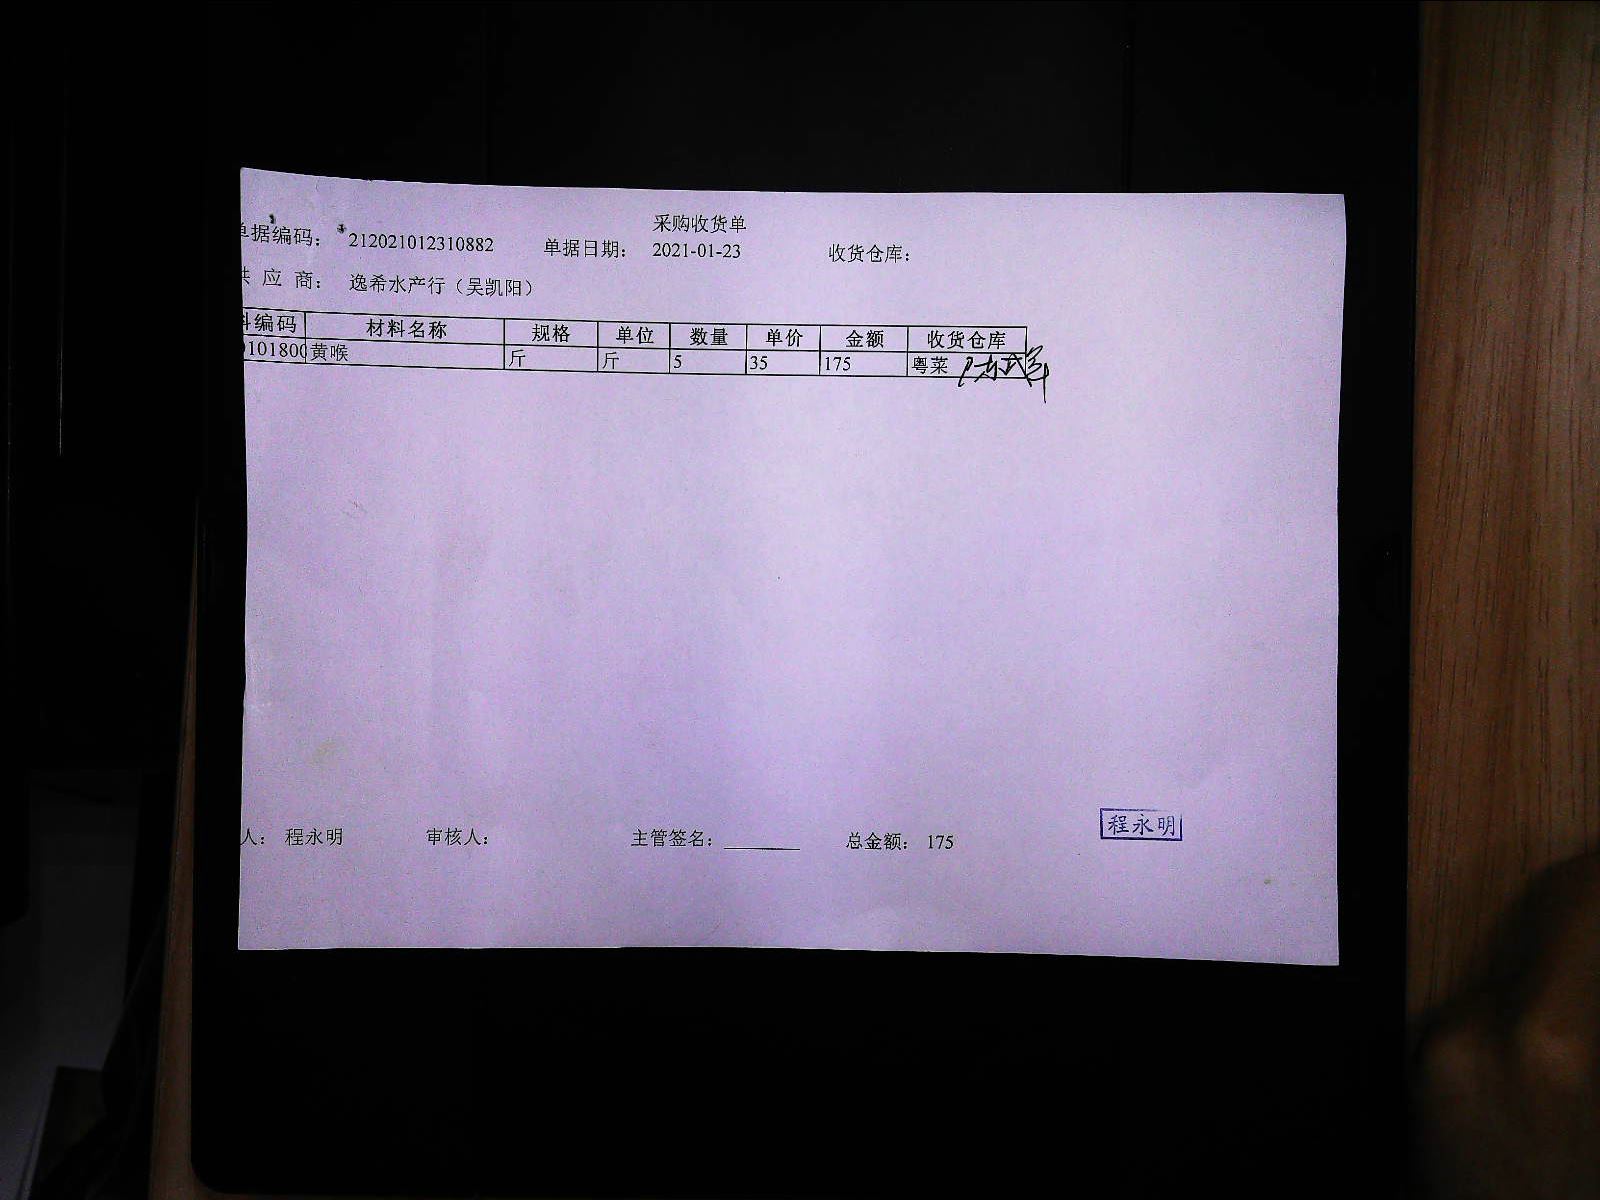 采购收货单
单据编码： 212021012310882 单据日期： 2021-01-23 收货仓库：
供 应 商： 逸希水产行（吴凯阳）
料编码 材料名称 规格 单位 数量 单价 金额 收货仓库
0101800 黄喉 斤 斤 5 35 175 粤菜
人： 程永明 审核人： 主管签名： 总金额： 175
程永明